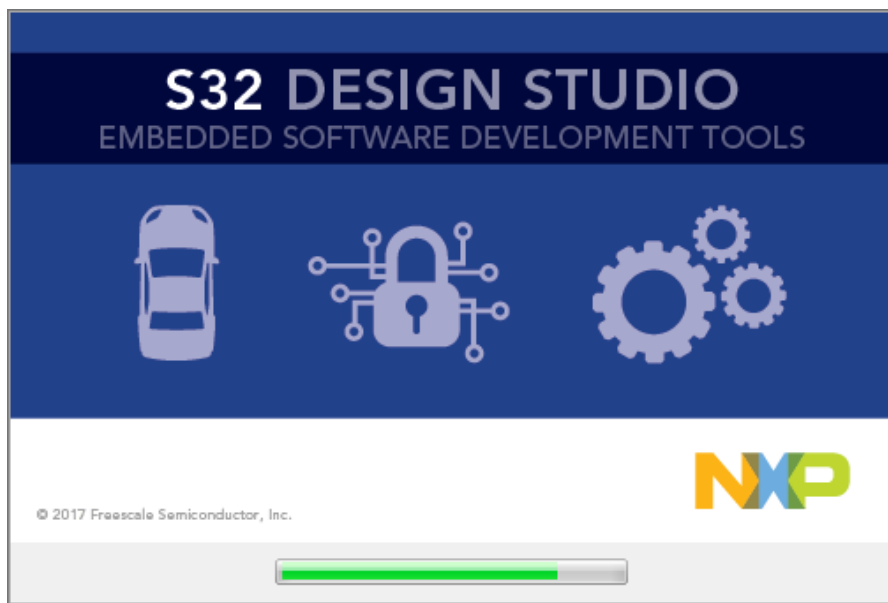 S32 DESIGN STUDIO
EMBEDDED SOFTWARE DEVELOPMENT TOOLS
NXP
© 2017 Freescale Semiconductor, Inc.